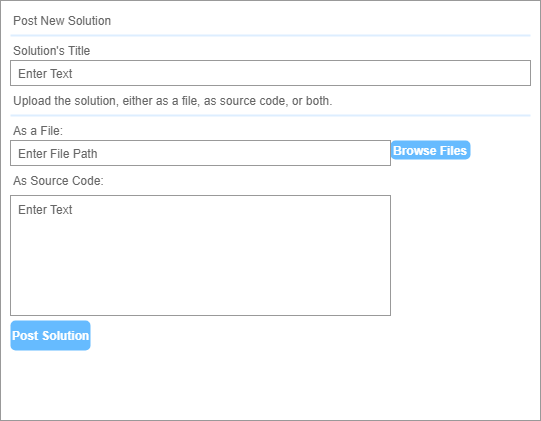 Post New Solution
Solution's Title
Enter Text
Upload the solution, either as a file, as source code, or both.
As a File:
Enter File Path
Browse Files
As Source Code:
Enter Text
Post Solution